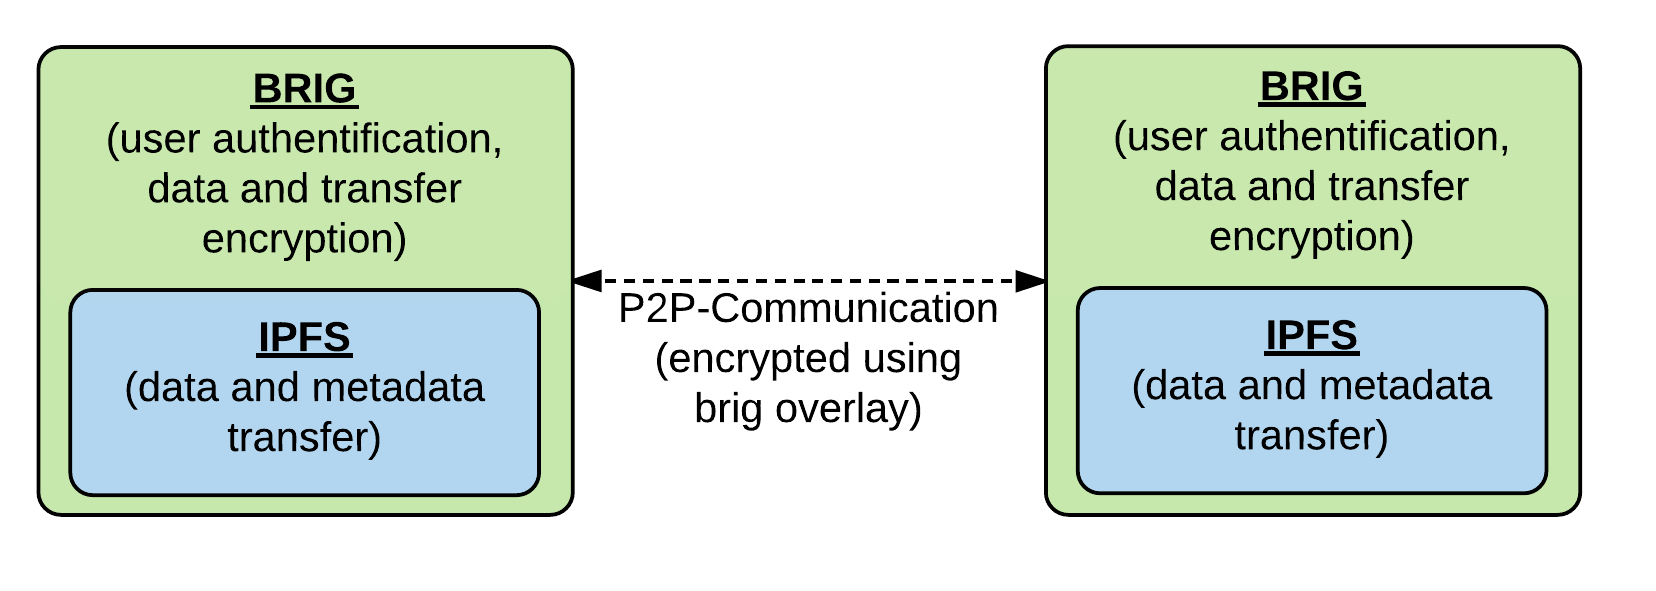 BRIG
(user authentification,
data and transfer
encryption)
IPFS
(data and metadata
transfer)
P2P-Communication
(encrypted using
brig overlay)
BRIG
(user authentification,
data and transfer
encryption)
IPFS
(data and metadata
transfer)